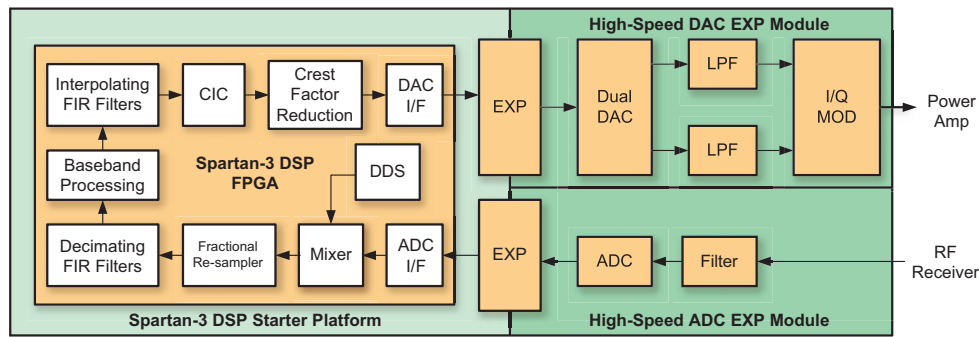 High-Speed DAC EXP Module
Interpolating
FIR Filters
CIC
Crest
Factor
Reduction
DAC
I/F
EXP
Dual
DAC
LPF
LPF
I/Q
MOD
Power
Amp
Baseband
Processing
Spartan-3 DSP
FPGA
DDS
Decimating
FIR Filters
Fractional
Re-sampler
Mixer
ADC
I/F
EXP
ADC
Filter
RF
Receiver
Spartan-3 DSP Starter Platform
High-Speed ADC EXP Module